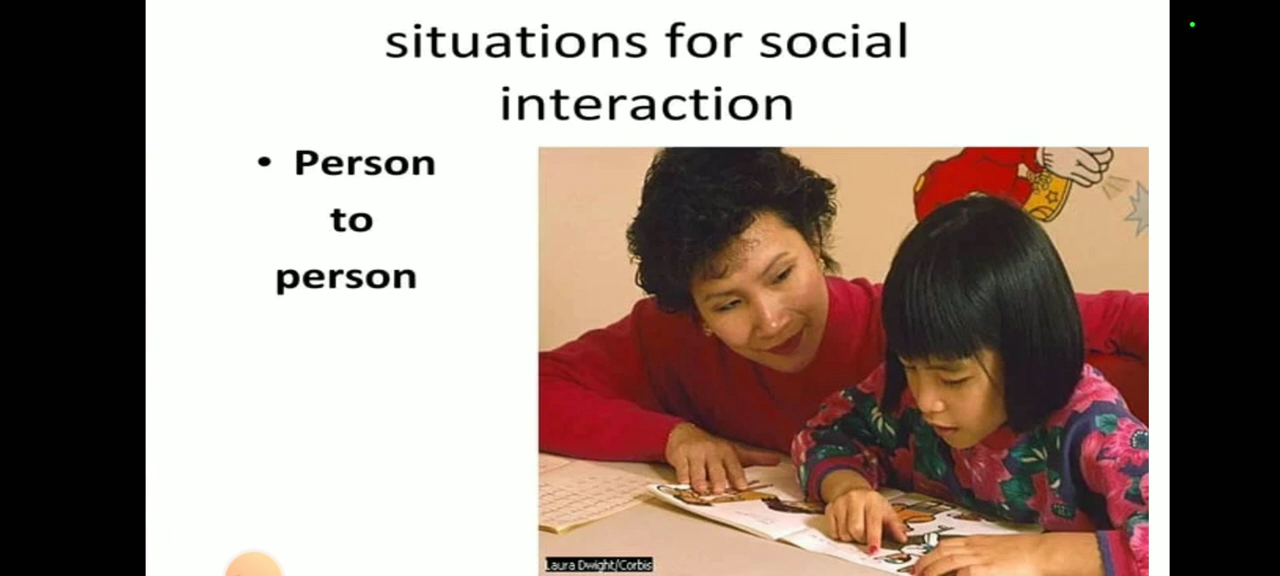 situations for social
interaction
• Person
to
person
Laura Dwight/Corbis